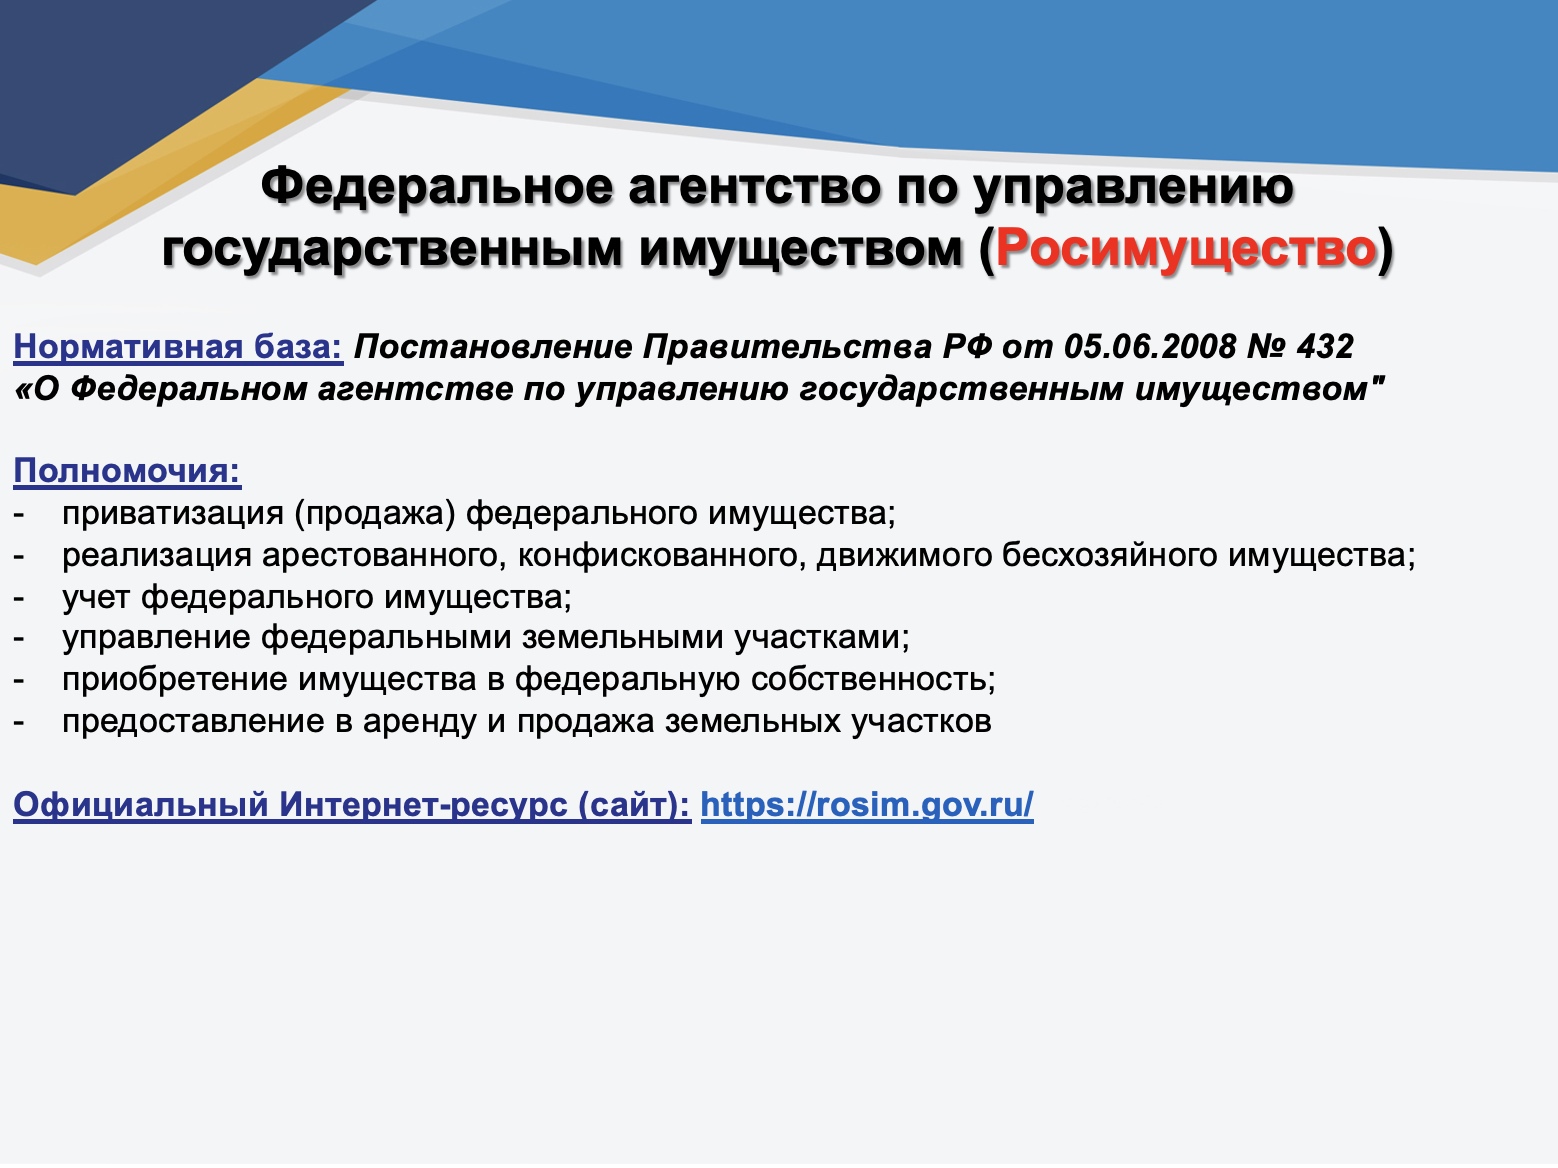 Федеральное агентство по управлению
государственным имуществом (Росимущество)
Нормативная база: Постановление Правительства РФ от 05.06.2008 № 432
«О Федеральном агентстве по управлению государственным имуществом"
Полномочия:
- приватизация (продажа) федерального имущества;
- реализация арестованного, конфискованного, движимого бесхозяйного имущества;
- учет федерального имущества;
- управление федеральными земельными участками;
- приобретение имущества в федеральную собственность;
- предоставление в аренду и продажа земельных участков
Официальный Интернет-ресурс (сайт): https://rosim.gov.ru/